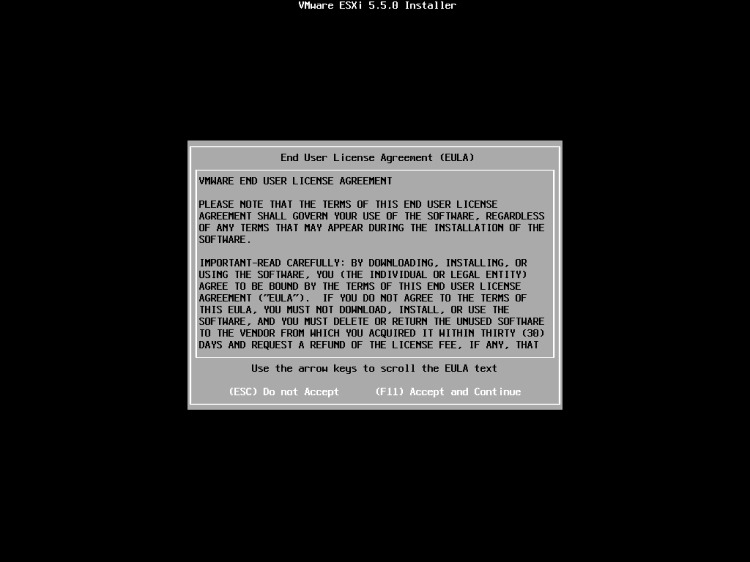 VMware ESXi 5.5.0 Installer
End User License Agreement (EULA)
VMWARE END USER LICENSE AGREEMENT
PLEASE NOTE THAT THE TERMS OF THIS END USER LICENSE
AGREEMENT SHALL GOVERN YOUR USE OF THE SOFTWARE, REGARDLESS
OF ANY TERMS THAT MAY APPEAR DURING THE INSTALLATION OF THE
SOFTWARE.
IMPORTANT-READ CAREFULLY: BY DOWNLOADING, INSTALLING, OR
USING THE SOFTWARE, YOU (THE INDIVIDUAL OR LEGAL ENTITY)
AGREE TO BE BOUND BY THE TERMS OF THIS END USER LICENSE
AGREEMENT ("EULA").  IF YOU DO NOT AGREE TO THE TERMS OF
THIS EULA, YOU MUST NOT DOWNLOAD, INSTALL, OR USE THE
SOFTWARE, AND YOU MUST DELETE OR RETURN THE UNUSED SOFTWARE
TO THE VENDOR FROM WHICH YOU ACQUIRED IT WITHIN THIRTY (30)
DAYS AND REQUEST A REFUND OF THE LICENSE FEE, IF ANY, THAT
Use the arrow keys to scroll the EULA text
(ESC) Do not Accept (F11) Accept and Continue